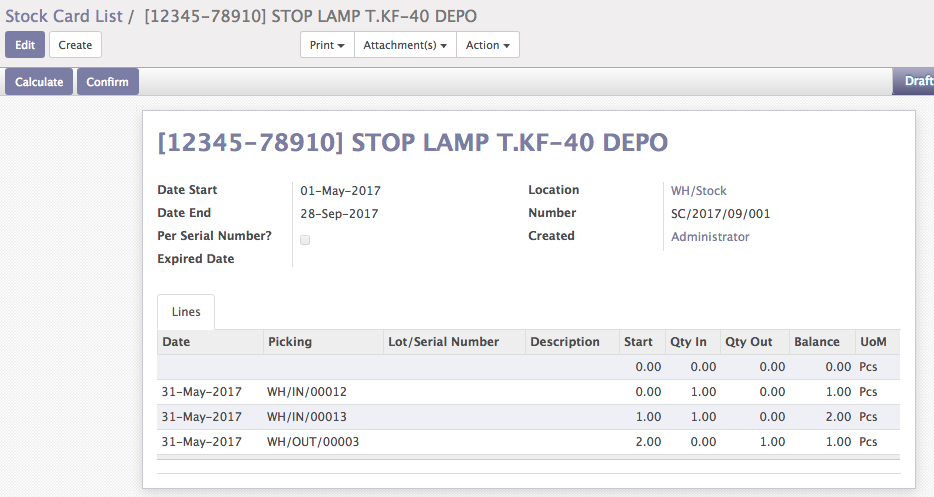 Stock Card List / [12345-78910] STOP LAMP T.KF-40 DEPO
Edit Create Print Attachment(s) Action
Calculate Confirm Draft
[12345-78910] STOP LAMP T.KF-40 DEPO
Date Start 01-May-2017 Location WH/Stock
Date End 28-Sep-2017 Number SC/2017/09/001
Per Serial Number? Created Administrator
Expired Date
Lines
Date Picking Lot/Serial Number Description Start Qty In Qty Out Balance UoM
0.00 0.00 0.00 0.00 Pcs
31-May-2017 WH/IN/00012 0.00 1.00 0.00 1.00 Pcs
31-May-2017 WH/IN/00013 1.00 1.00 0.00 2.00 Pcs
31-May-2017 WH/OUT/00003 2.00 0.00 1.00 1.00 Pcs